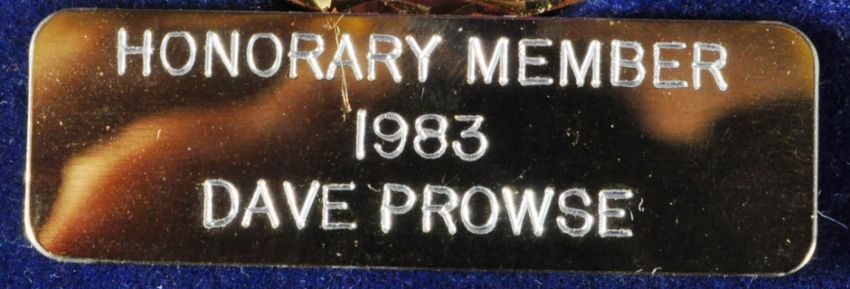 HONORARY MEMBER
1983
DAVE PROWSE